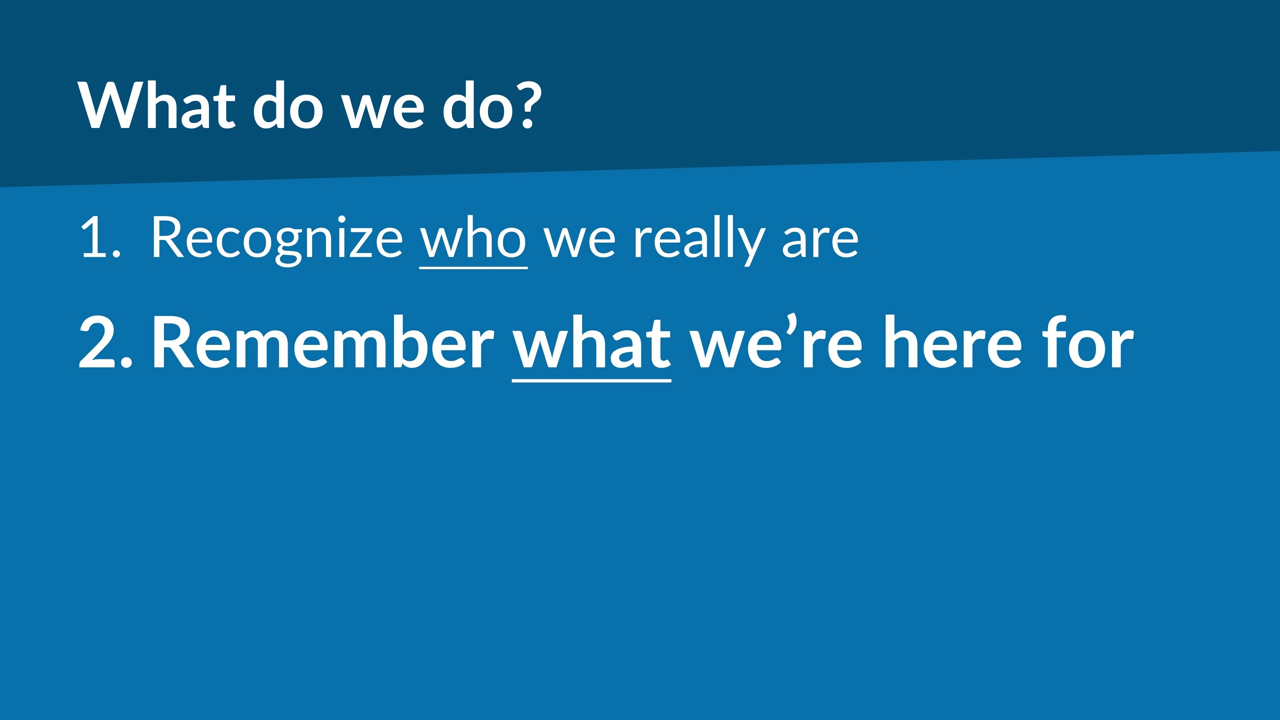 What do we do?
1. Recognize who we really are
2. Remember what we’re here for